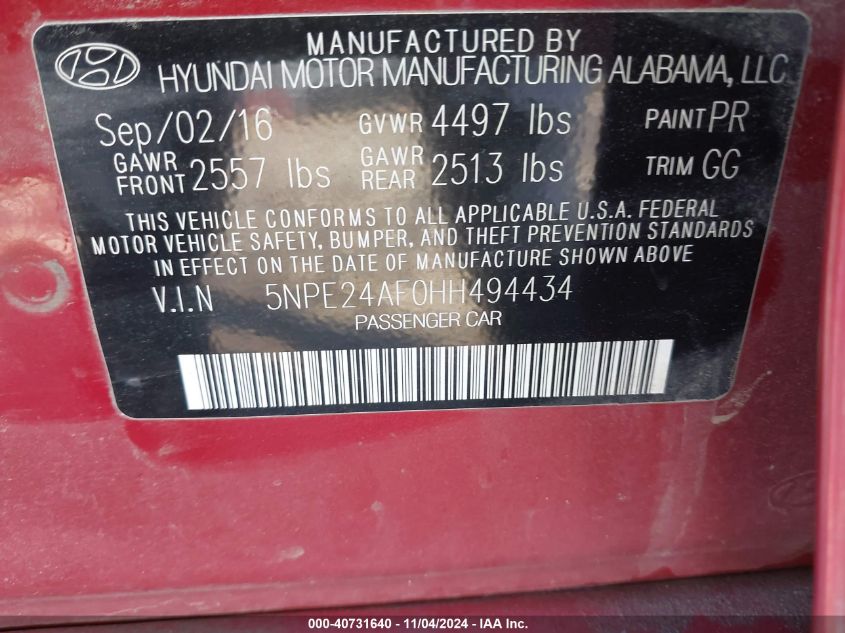 MANUFACTURED BY
HYUNDAI MOTOR MANUFACTURING ALABAMA, LLC
Sep/02/16 GVWR 4497 lbs PAINT PR
GAWR FRONT 2557 lbs GAWR REAR 2513 lbs TRIM GG
THIS VEHICLE CONFORMS TO ALL APPLICABLE U.S.A. FEDERAL
MOTOR VEHICLE SAFETY, BUMPER, AND THEFT PREVENTION STANDARDS
IN EFFECT ON THE DATE OF MANUFACTURE SHOWN ABOVE
V.I.N 5NPE24AF0HH494434
PASSENGER CAR
000-40731640 - 11/04/2024 - IAA Inc.